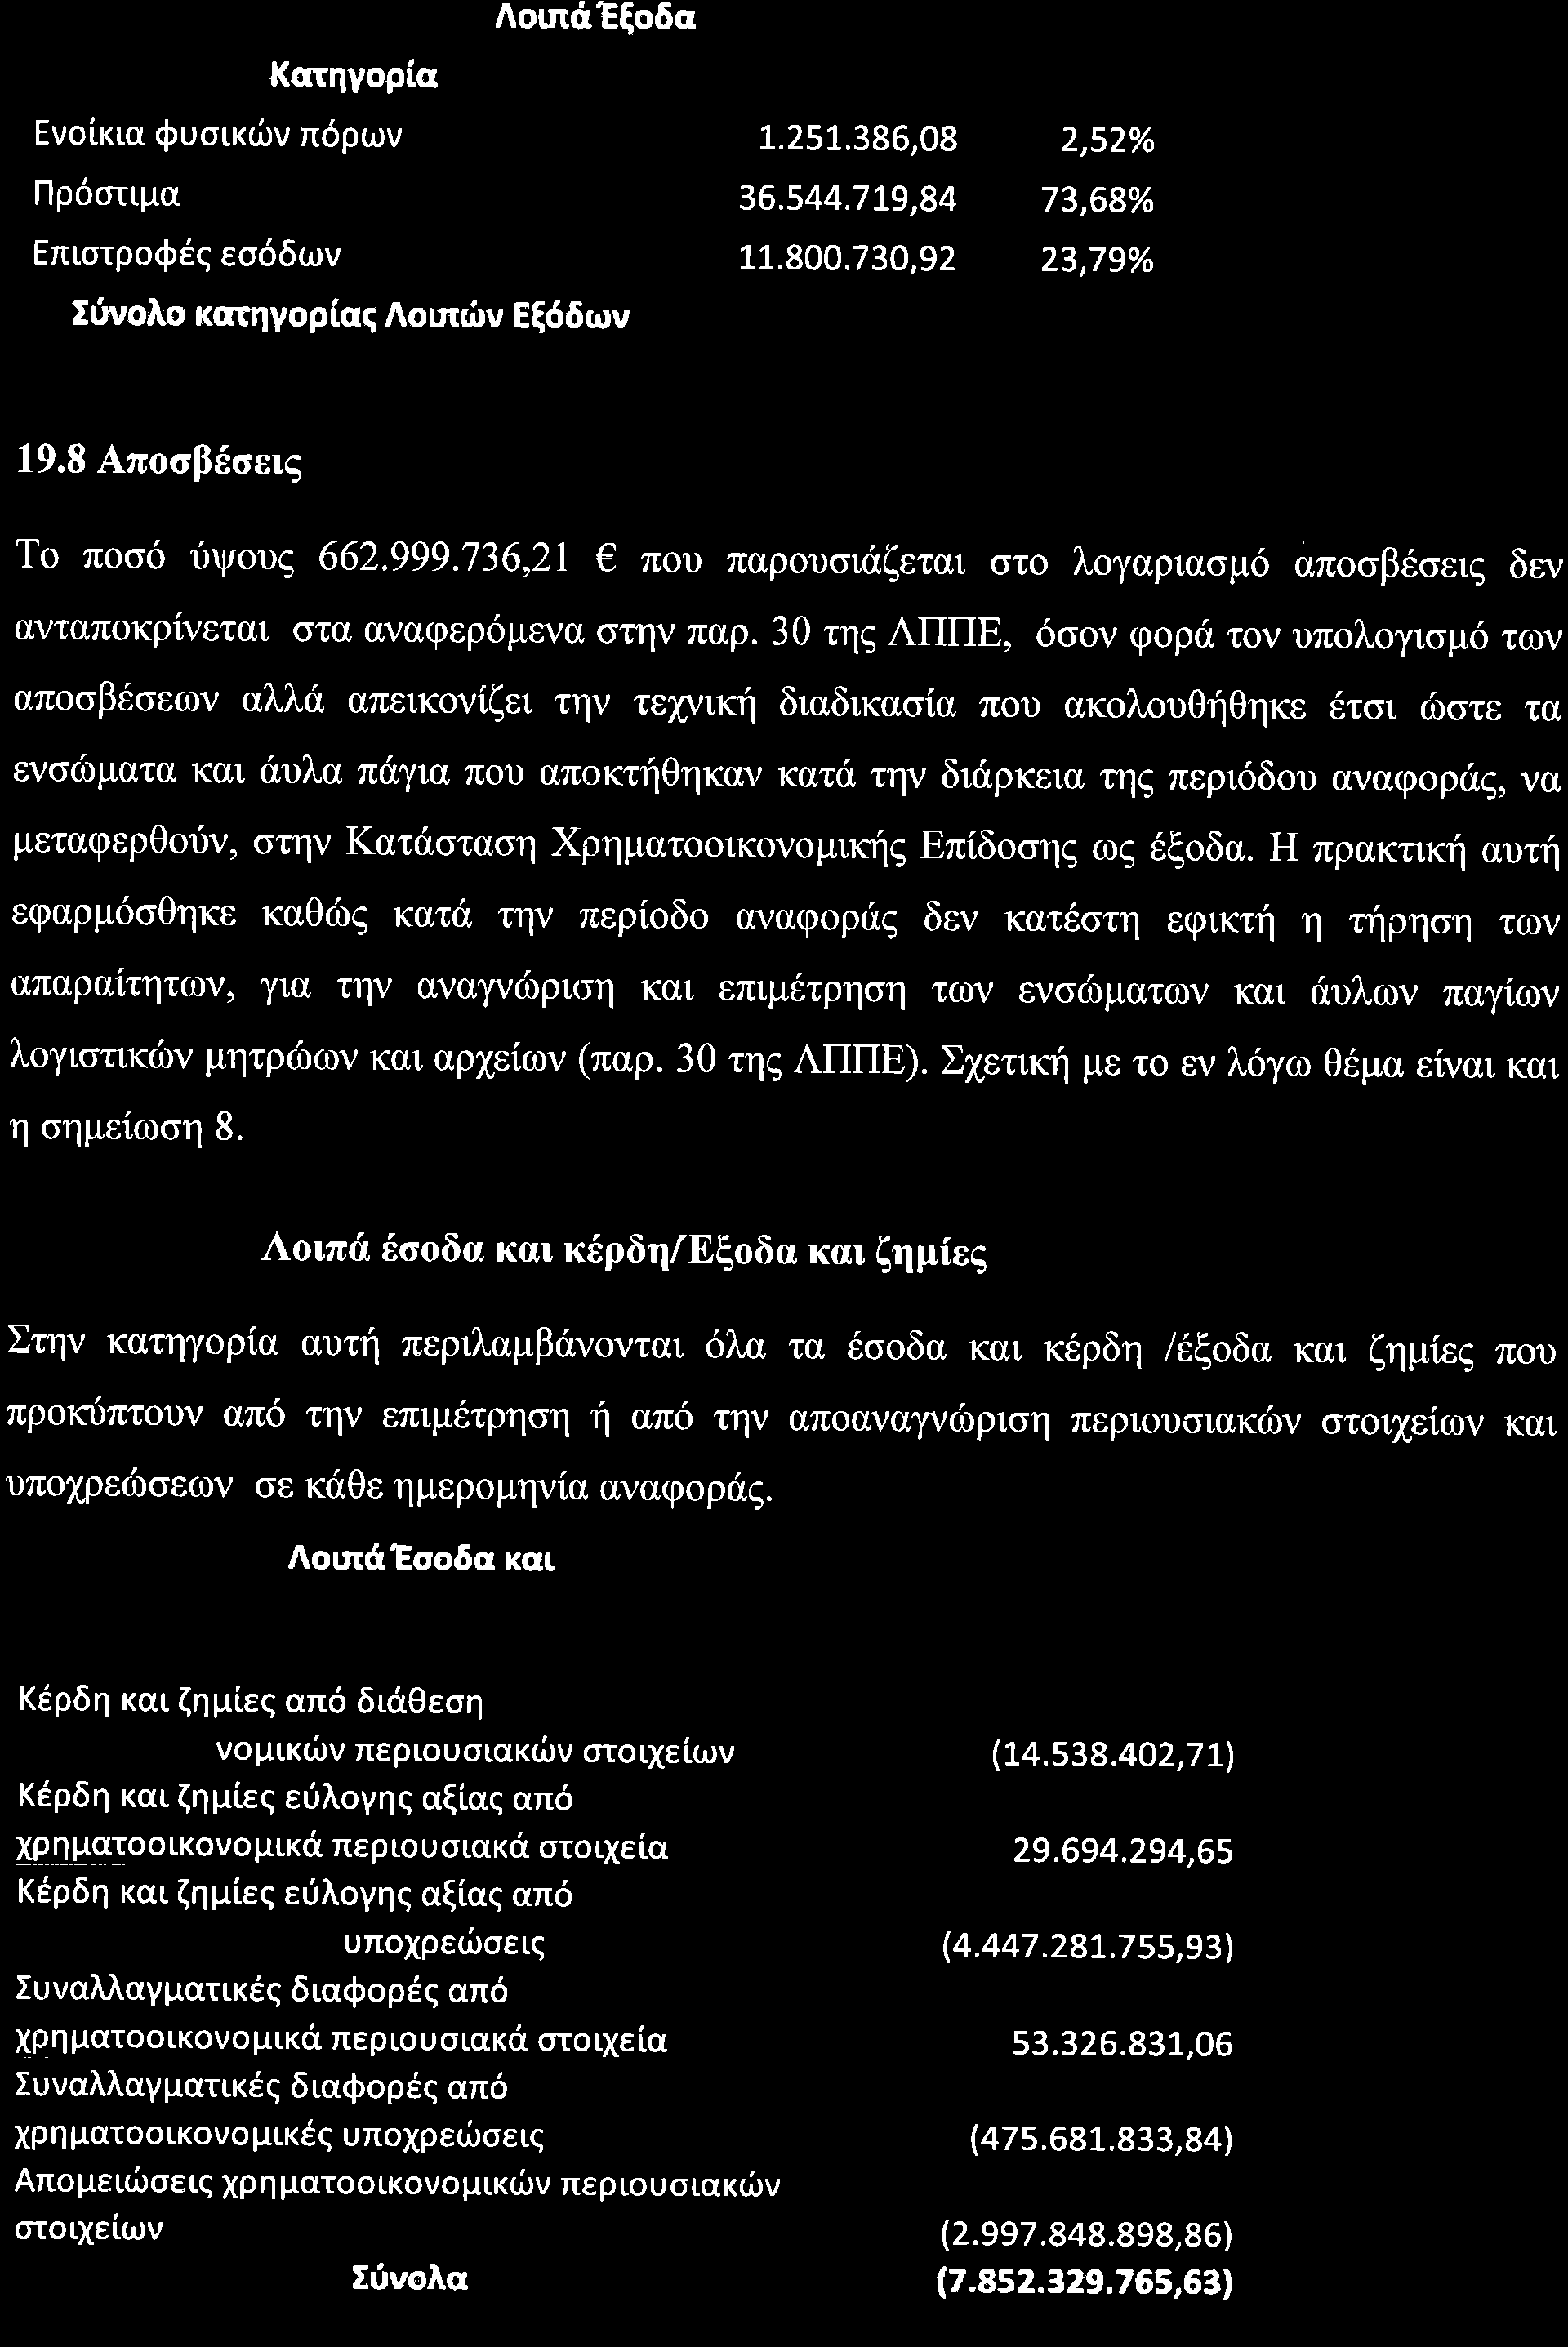 Λοιπά Έξοδα
Κατηγορία
Ενοίκια φυσικών πόρων 1.251.386,08 2,52%
Πρόστιμα 36.544.719,84 73,68%
Επιστροφές εσόδων 11.800.730,92 23,79%
Σύνολο κατηγορίας Λοιπών Εξόδων
19.8 Αποσβέσεις
Το ποσό ύψους 662.999.736,21 € που παρουσιάζεται στο λογαριασμό αποσβέσεις δεν
ανταποκρίνεται στα αναφερόμενα στην παρ. 30 της ΛΠΠΕ, όσον φορά τον υπολογισμό των
αποσβέσεων αλλά απεικονίζει την τεχνική διαδικασία που ακολουθήθηκε έτσι ώστε τα
ενσώματα και άυλα πάγια που αποκτήθηκαν κατά την διάρκεια της περιόδου αναφοράς, να
μεταφερθούν, στην Κατάσταση Χρηματοοικονομικής Επίδοσης ως έξοδα. Η πρακτική αυτή
εφαρμόσθηκε καθώς κατά την περίοδο αναφοράς δεν κατέστη εφικτή η τήρηση των
απαραίτητων, για την αναγνώριση και επιμέτρηση των ενσώματων και άυλων παγίων
λογιστικών μητρώων και αρχείων (παρ. 30 της ΛΠΠΕ). Σχετική με το εν λόγω θέμα είναι και
η σημείωση 8.
Λοιπά έσοδα και κέρδη/Έξοδα και ζημίες
Στην κατηγορία αυτή περιλαμβάνονται όλα τα έσοδα και κέρδη /έξοδα και ζημίες που
προκύπτουν από την επιμέτρηση ή από την αποαναγνώριση περιουσιακών στοιχείων και
υποχρεώσεων σε κάθε ημερομηνία αναφοράς.
Λοιπά Έσοδα και
Κέρδη και ζημίες από διάθεση
νομικών περιουσιακών στοιχείων (14.538.402,71)
Κέρδη και ζημίες εύλογης αξίας από
χρηματοοικονομικά περιουσιακά στοιχεία 29.694.294,65
Κέρδη και ζημίες εύλογης αξίας από
υποχρεώσεις (4.447.281.755,93)
Συναλλαγματικές διαφορές από
χρηματοοικονομικά περιουσιακά στοιχεία 53.326.831,06
Συναλλαγματικές διαφορές από
χρηματοοικονομικές υποχρεώσεις (475.681.833,84)
Απομειώσεις χρηματοοικονομικών περιουσιακών
στοιχείων (2.997.848.898,86)
Σύνολα (7.852.329.765,63)